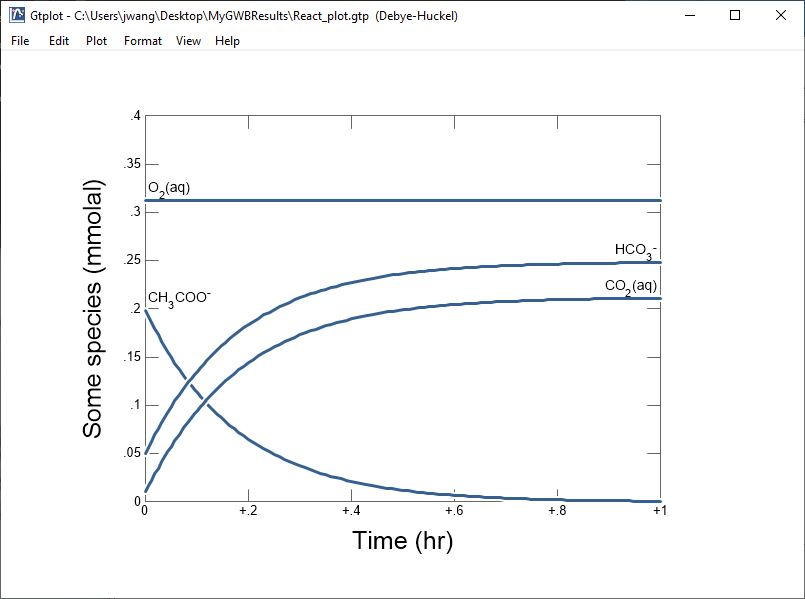 Gtplot - C:\Users\jwang\Desktop\MyGWBResults\React_plot.gtp (Debye-Huckel)
File Edit Plot Format View Help
.4
.35
.3
.25
.2
.15
.1
.05
0
Some species (mmolal)
O₂(aq)
HCO₃⁻
CO₂(aq)
CH₃COO⁻
0 +.2 +.4 +.6 +.8 +1
Time (hr)